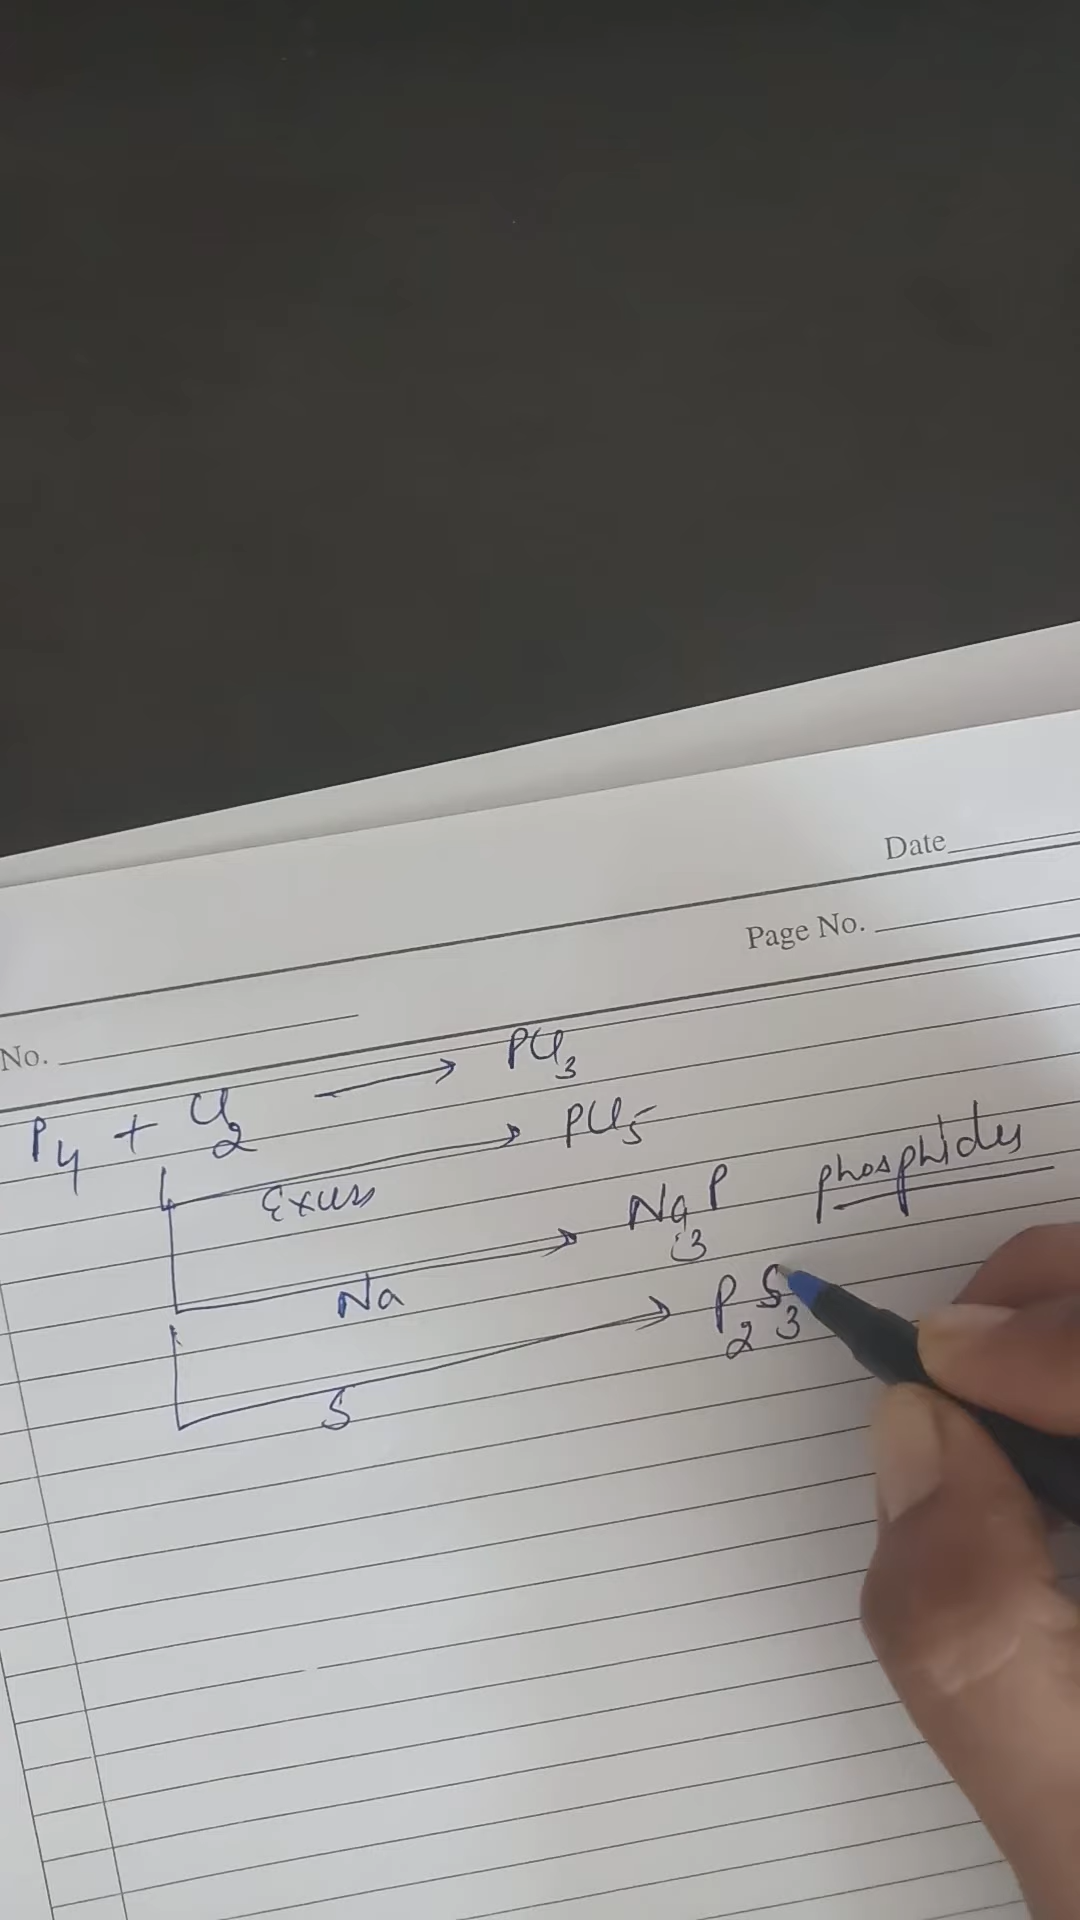 Date
Page No.
No.
P4 + Cl2 → PCl3
Excess → PCl5
Na → Na3P phosphides
S → P2S3